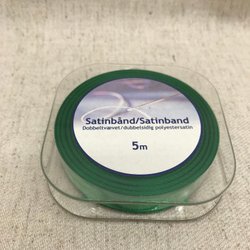 Satinbånd/Satinband
Dobbeltvævet/dubbelsidig polyestersatin
5m